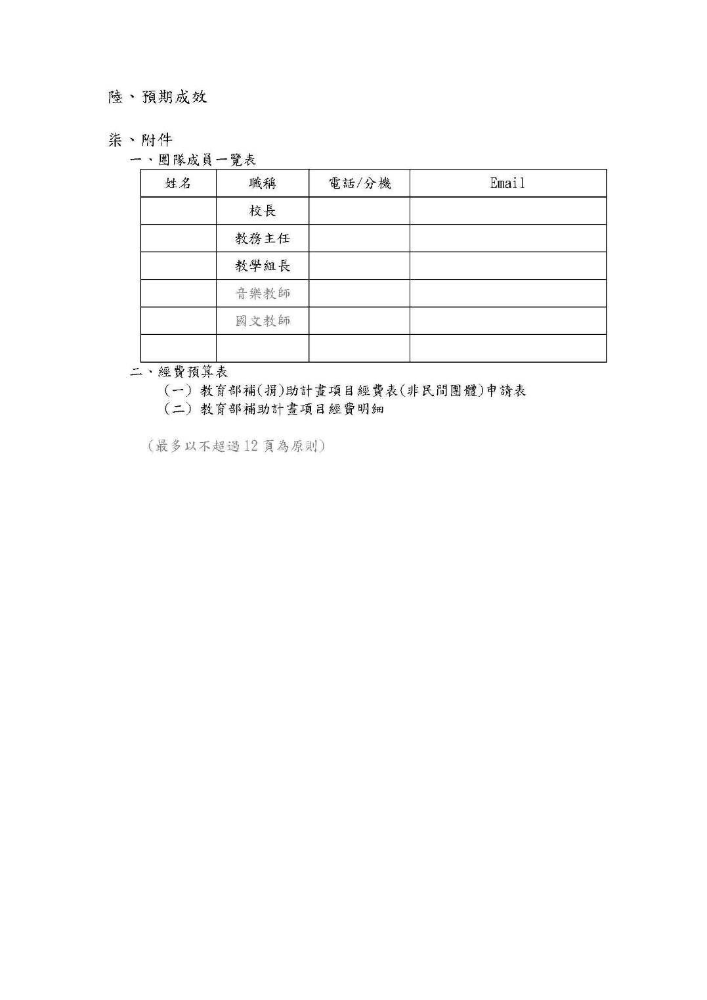 陸、預期成效
柒、附件
一、團隊成員一覽表
姓名 職稱 電話/分機 Email
校長
教務主任
教學組長
音樂教師
國文教師
二、經費預算表
(一) 教育部補(捐)助計畫項目經費表(非民間團體)申請表
(二) 教育部補助計畫項目經費明細
(最多以不超過12頁為原則)